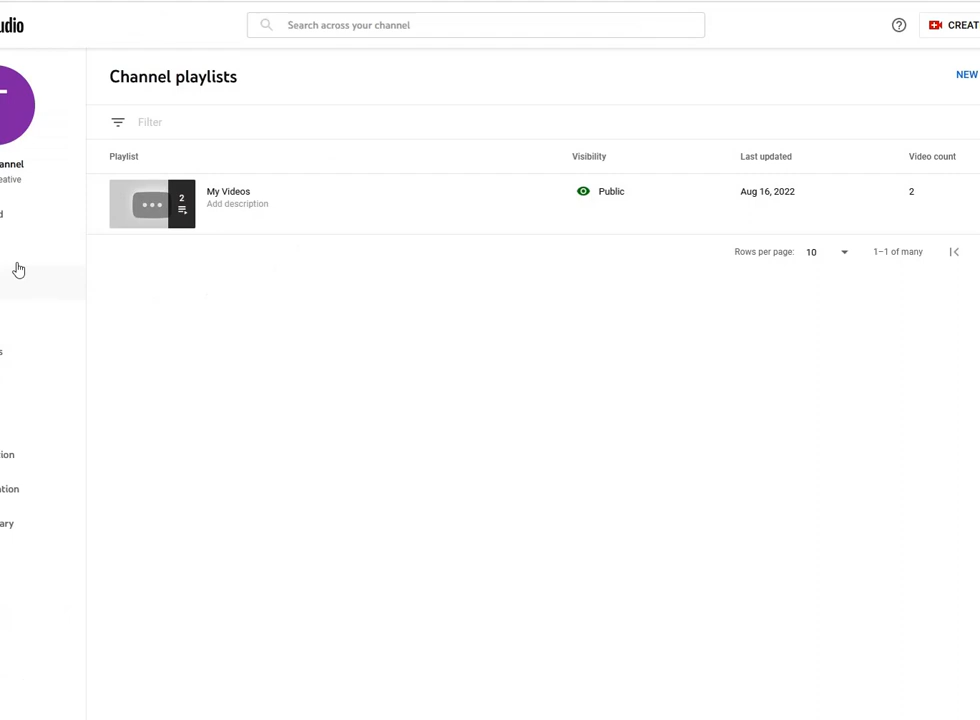 udio
Search across your channel
CREAT
Channel playlists
NEW
Filter
Playlist
Visibility
Last updated
Video count
2
My Videos
Add description
Public
Aug 16, 2022
2
Rows per page:
10
1–1 of many
annel
eative
d
s
ion
ation
ary